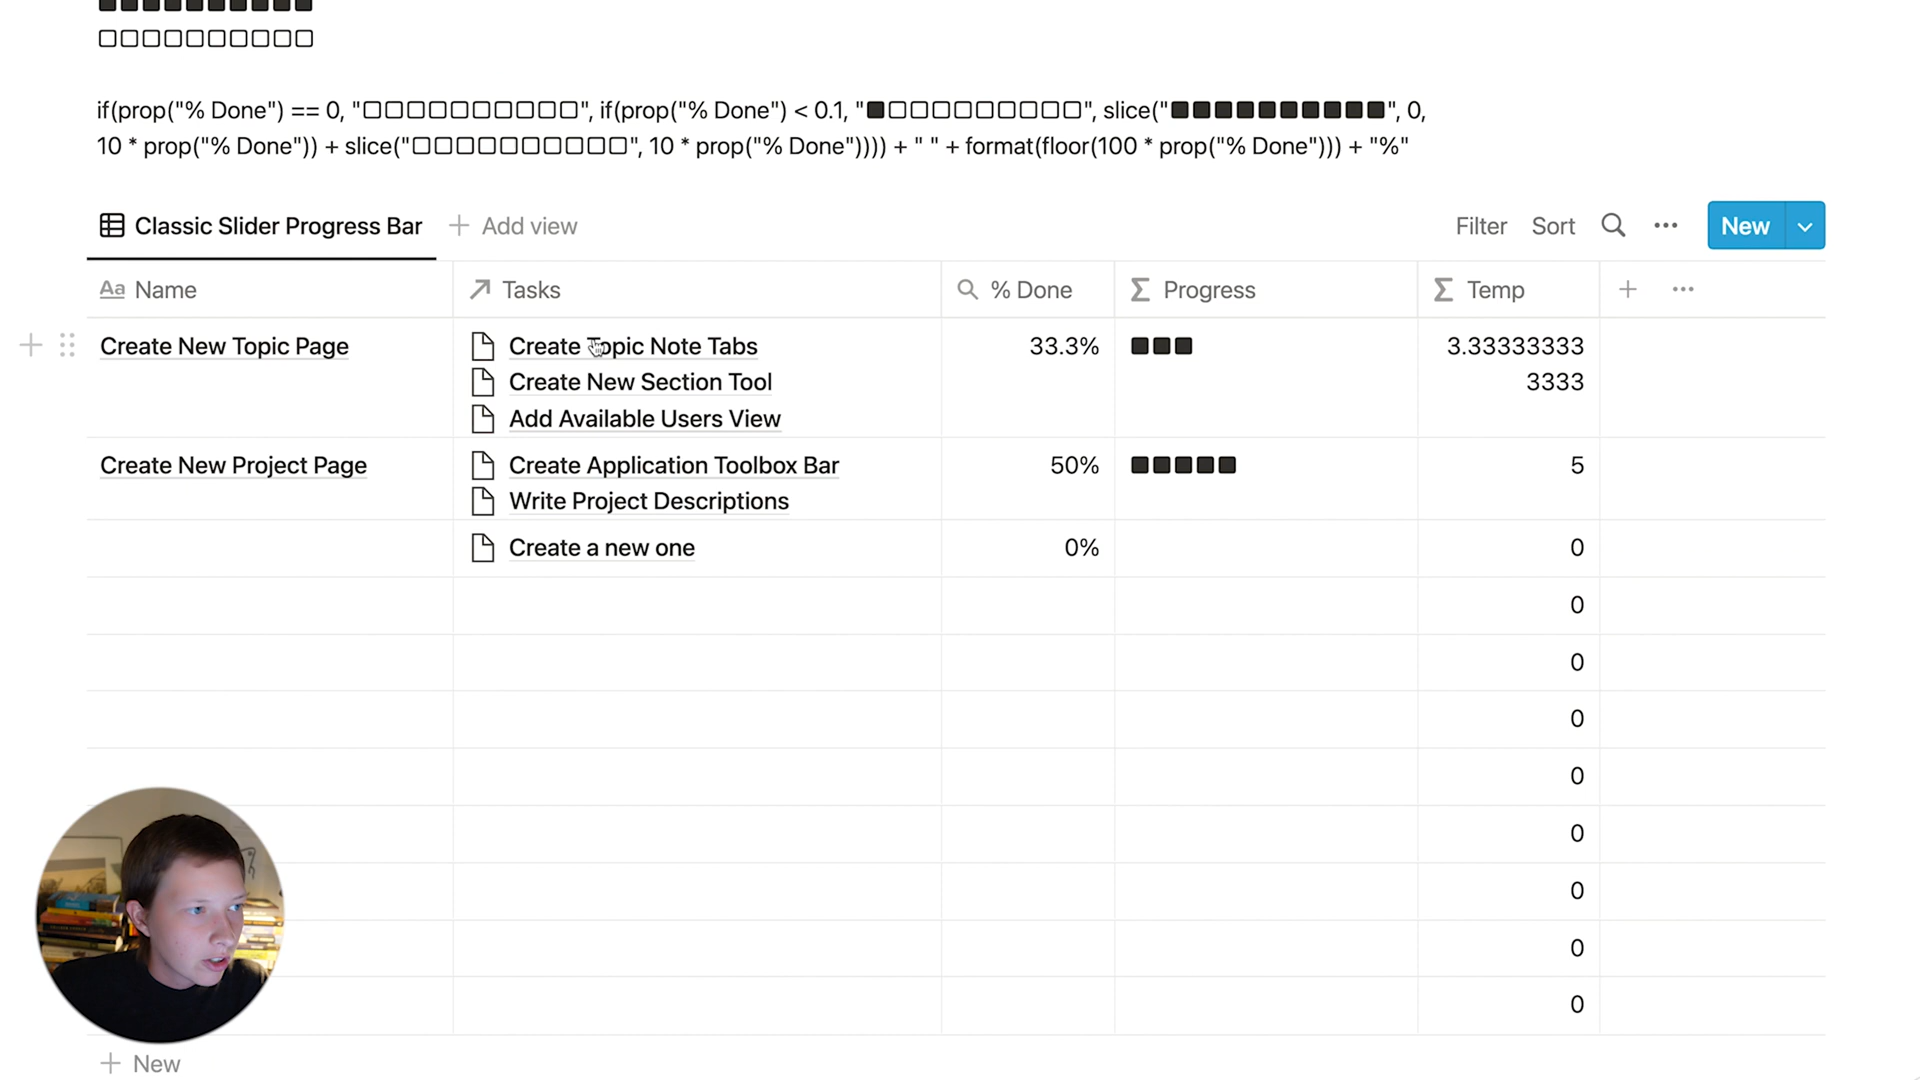 ■■■■■■■■■■
□□□□□□□□□□
if(prop("% Done") == 0, "□□□□□□□□□□", if(prop("% Done") < 0.1, "■□□□□□□□□□", slice("■■■■■■■■■■", 0,
10 * prop("% Done")) + slice("□□□□□□□□□□", 10 * prop("% Done")))) + " " + format(floor(100 * prop("% Done"))) + "%"
Classic Slider Progress Bar + Add view Filter Sort ••• New
Aa Name Tasks % Done Σ Progress Σ Temp + •••
Create New Topic Page Create Topic Note Tabs 33.3% ■■■ 3.33333333
Create New Section Tool 3333
Add Available Users View
Create New Project Page Create Application Toolbox Bar 50% ■■■■■ 5
Write Project Descriptions
Create a new one 0% 0
0
0
0
0
0
0
0
0
+ New